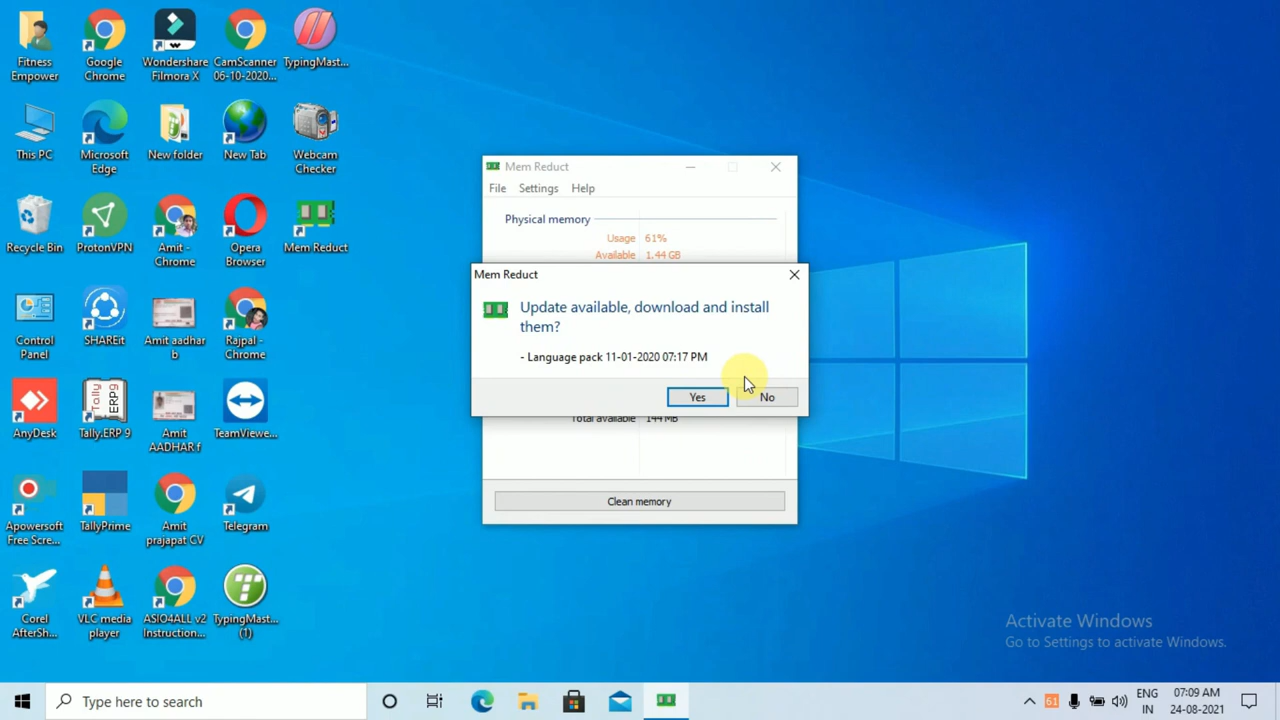 Fitness
Empower
Google
Chrome
Wondershare
Filmora X
CamScanner
06-10-2020...
TypingMast...
This PC
Microsoft
Edge
New folder
New Tab
Webcam
Checker
Recycle Bin
ProtonVPN
Amit -
Chrome
Opera
Browser
Mem Reduct
Control
Panel
SHAREit
Amit aadhar
b
Rajpal -
Chrome
AnyDesk
Tally
ERP9
Tally.ERP 9
Amit
AADHAR f
TeamViewe...
Apowersoft
Free Scre...
TallyPrime
Amit
prajapat CV
Telegram
Corel
AfterSh...
VLC media
player
ASIO4ALL v2
Instruction...
TypingMast...
(1)
Mem Reduct
File Settings Help
Physical memory
Usage 61%
Available 1.44 GB
Mem Reduct
Update available, download and install
them?
- Language pack 11-01-2020 07:17 PM
Yes No
Total available 144 MB
Clean memory
Activate Windows
Go to Settings to activate Windows.
Type here to search
61
ENG
IN
07:09 AM
24-08-2021